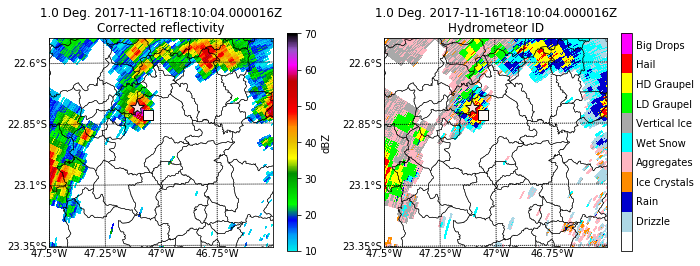 1.0 Deg. 2017-11-16T18:10:04.000016Z
Corrected reflectivity
22.6°S
22.85°S
23.1°S
23.35°S
47.5°W
47.25°W
47°W
46.75°W
70
60
50
40
30
20
10
dBZ
1.0 Deg. 2017-11-16T18:10:04.000016Z
Hydrometeor ID
22.6°S
22.85°S
23.1°S
23.35°S
47.5°W
47.25°W
47°W
46.75°W
Big Drops
Hail
HD Graupel
LD Graupel
Vertical Ice
Wet Snow
Aggregates
Ice Crystals
Rain
Drizzle